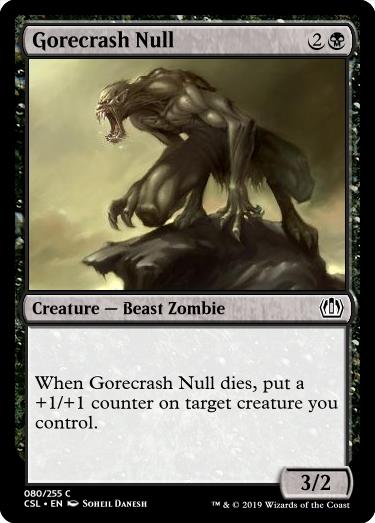 Gorecrash Null 2
Creature — Beast Zombie
When Gorecrash Null dies, put a
+1/+1 counter on target creature you
control.
3/2
080/255 C
CSL • EN Soheil Danesh
™ & © 2019 Wizards of the Coast